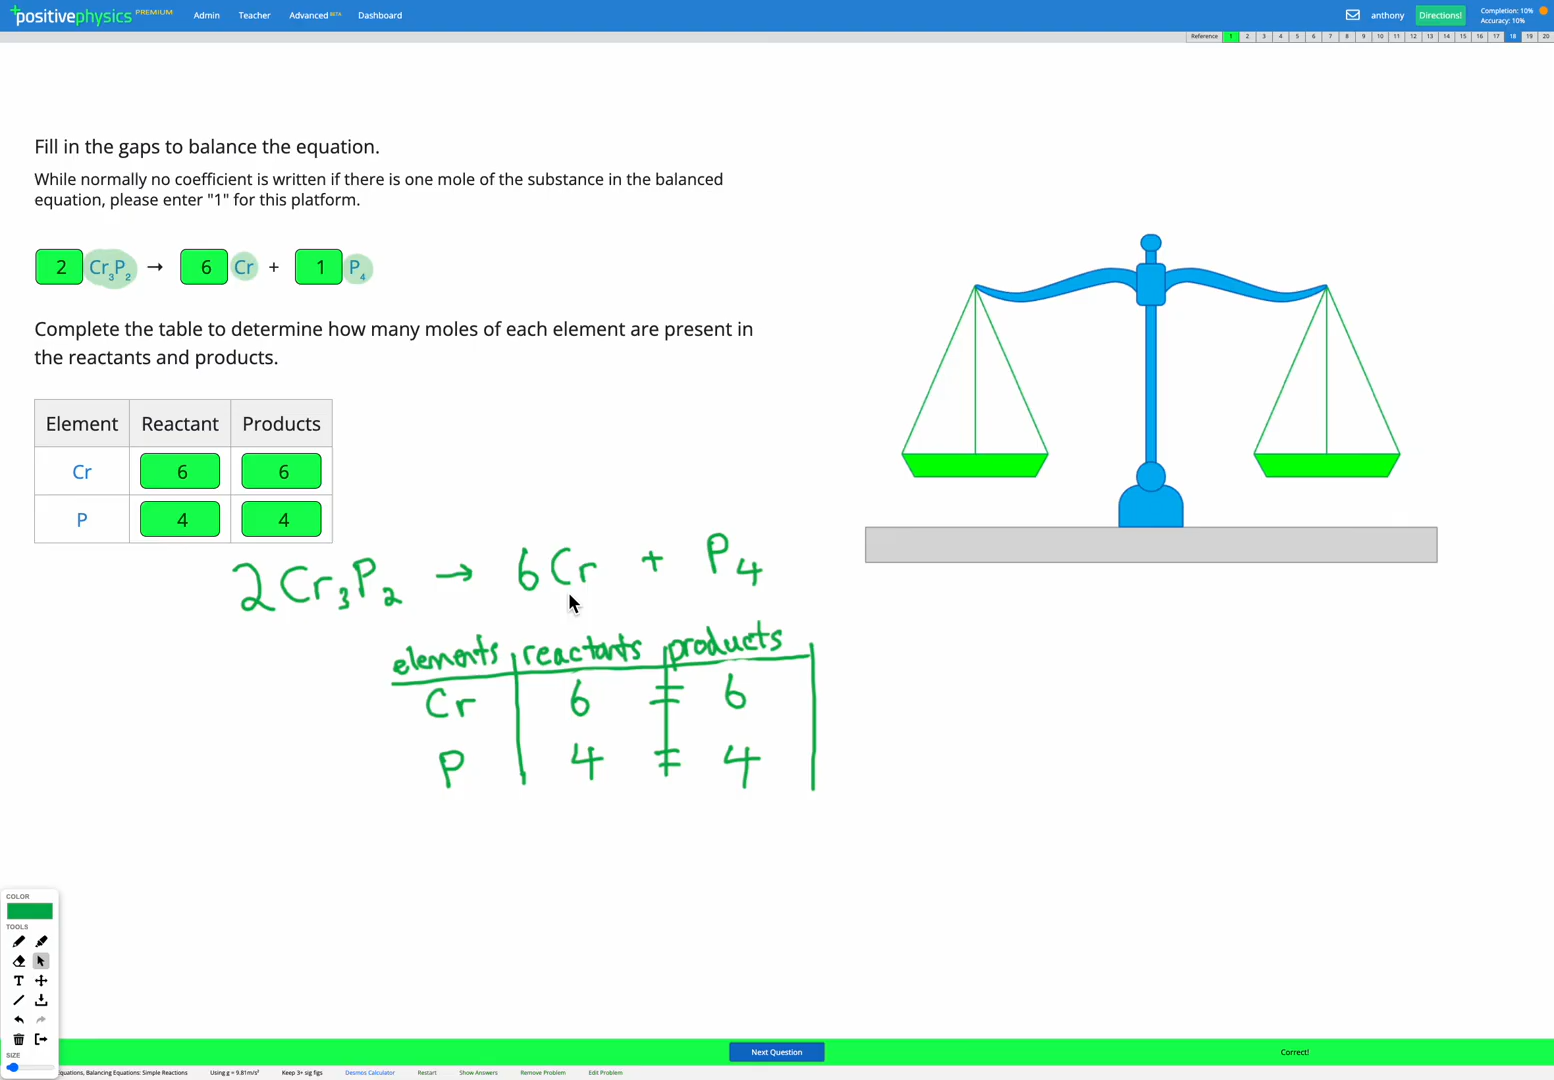 +positivephysics PREMIUM Admin Teacher Advanced BETA Dashboard anthony Directions! Completion: 10%
Accuracy: 10%
Reference 1 2 3 4 5 6 7 8 9 10 11 12 13 14 15 16 17 18 19 20
Fill in the gaps to balance the equation.
While normally no coefficient is written if there is one mole of the substance in the balanced
equation, please enter "1" for this platform.
2 Cr₃P₂ → 6 Cr + 1 P₄
Complete the table to determine how many moles of each element are present in
the reactants and products.
Element Reactant Products
Cr 6 6
P 4 4
2Cr₃P₂ → 6Cr + P₄
elements reactants products
Cr 6 = 6
P 4 = 4
COLOR
TOOLS
T
SIZE
Next Question Correct!
Equations, Balancing Equations: Simple Reactions Using g = 9.81m/s² Keep 3+ sig figs Desmos Calculator Restart Show Answers Remove Problem Edit Problem